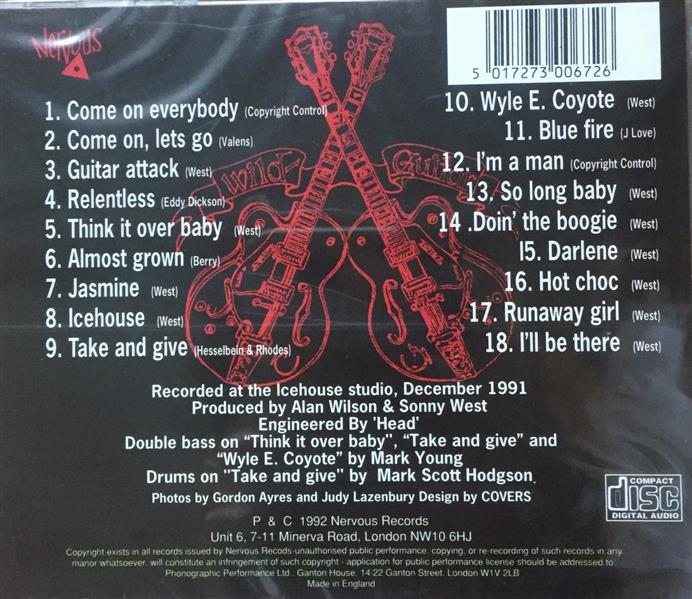 Nervous
5 017273 006726
1. Come on everybody (Copyright Control)
2. Come on, lets go (Valens)
3. Guitar attack (West)
4. Relentless (Eddy Dickson)
5. Think it over baby (West)
6. Almost grown (Berry)
7. Jasmine (West)
8. Icehouse (West)
9. Take and give (Hesselbein & Rhodes)
Wild-
Guitars
10. Wyle E. Coyote (West)
11. Blue fire (J Love)
12. I'm a man (Copyright Control)
13. So long baby (West)
14 .Doin' the boogie (West)
15. Darlene (West)
16. Hot choc (West)
17. Runaway girl (West)
18. I'll be there (West)
Recorded at the Icehouse studio, December 1991
Produced by Alan Wilson & Sonny West
Engineered By 'Head'
Double bass on "Think it over baby", "Take and give" and
"Wyle E. Coyote" by Mark Young
Drums on "Take and give" by Mark Scott Hodgson
Photos by Gordon Ayres and Judy Lazenbury Design by COVERS
COMPACT
disc
DIGITAL AUDIO
P & C 1992 Nervous Records
Unit 6, 7-11 Minerva Road, London NW10 6HJ
Copyright exists in all records issued by Nervous Recods-unauthorised public performance, copying, or re-recording of such records in any
manor whatsoever, will constitute an infringement of such copyright - application for public performance license should be addressed to:
Phonographic Performance Ltd., Ganton House, 14:22 Ganton Street, London W1V 2LB
Made in England